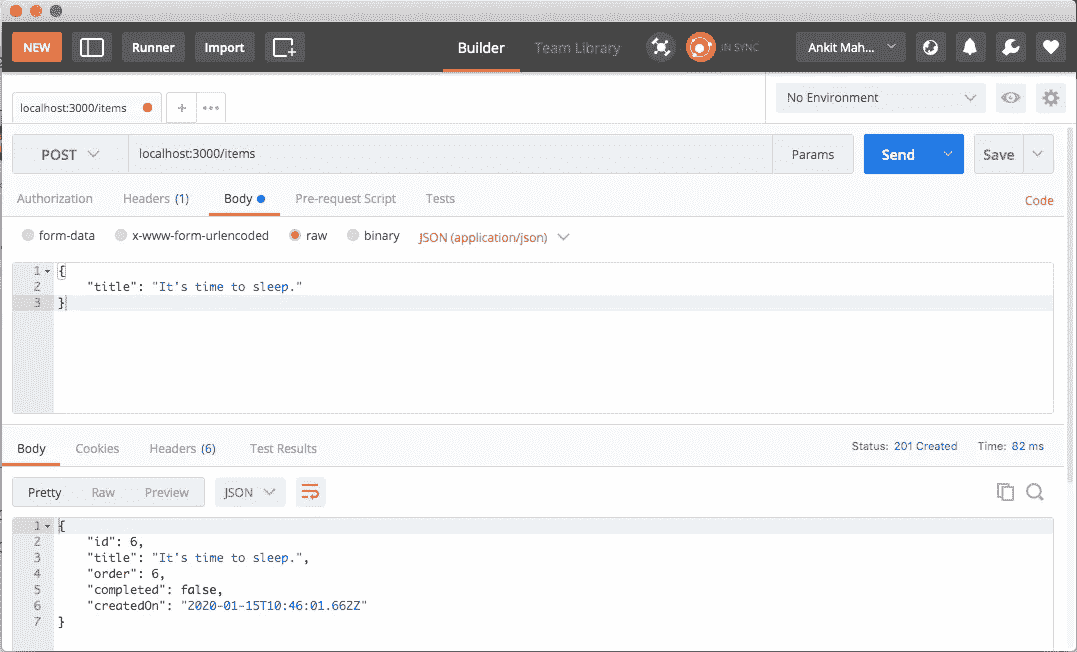 NEW Runner Import Builder Team Library IN SYNC Ankit Mah...
localhost:3000/items + ••• No Environment
POST localhost:3000/items Params Send Save
Authorization Headers (1) Body Pre-request Script Tests Code
form-data x-www-form-urlencoded raw binary JSON (application/json)
1 {
2 "title": "It's time to sleep."
3 }
Body Cookies Headers (6) Test Results Status: 201 Created Time: 82 ms
Pretty Raw Preview JSON
1 {
2 "id": 6,
3 "title": "It's time to sleep.",
4 "order": 6,
5 "completed": false,
6 "createdOn": "2020-01-15T10:46:01.662Z"
7 }